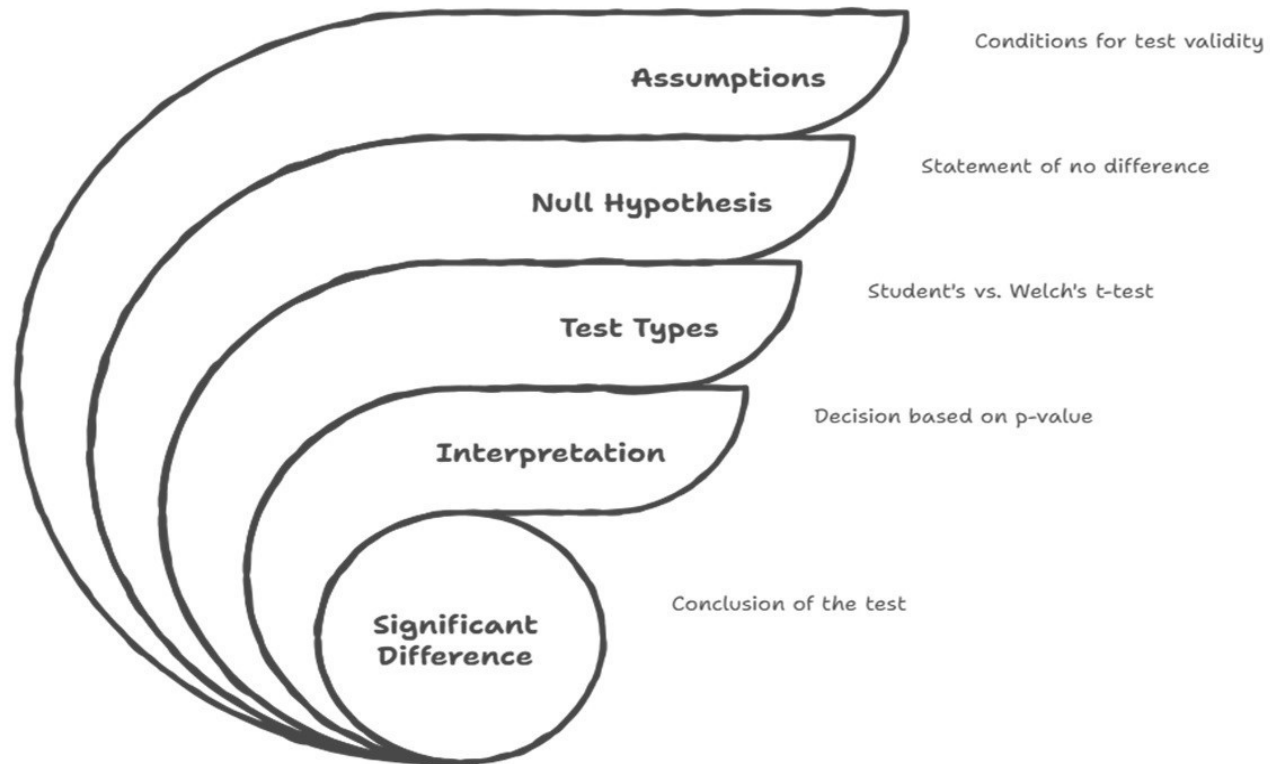 Conditions for test validity
Assumptions
Statement of no difference
Null Hypothesis
Student's vs. Welch's t-test
Test Types
Decision based on p-value
Interpretation
Conclusion of the test
Significant
Difference